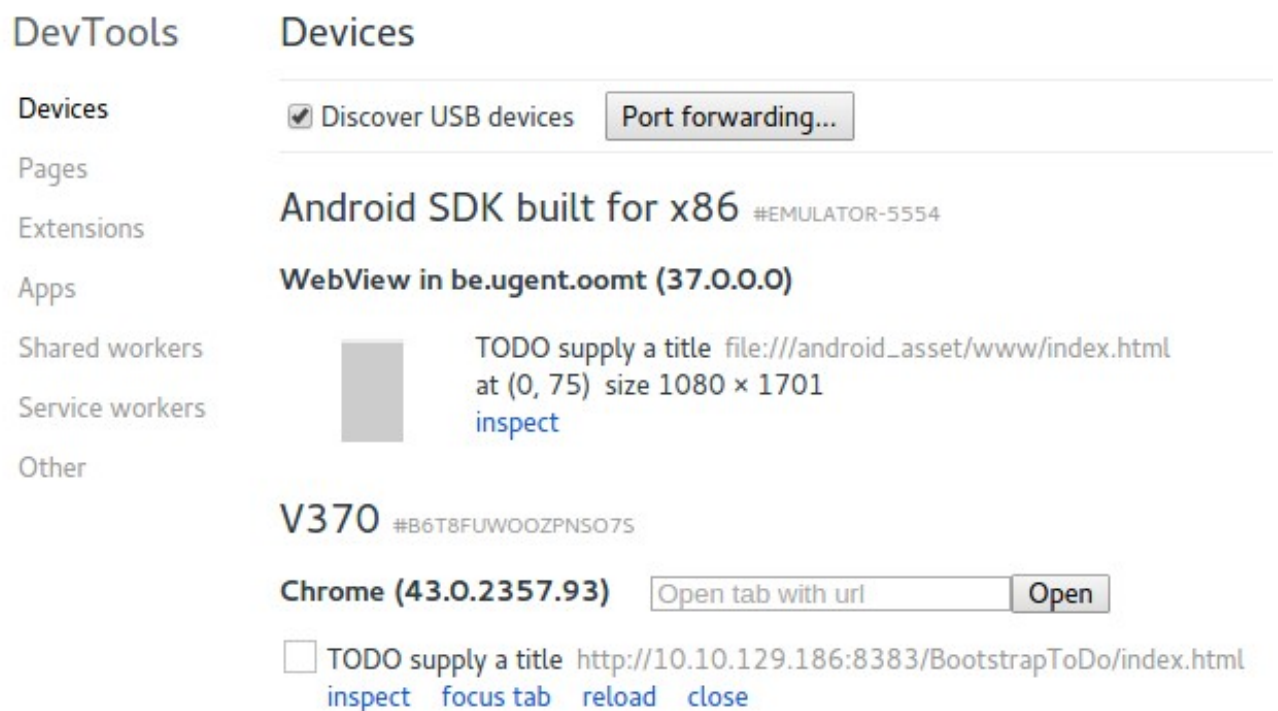 DevTools
Devices
Pages
Extensions
Apps
Shared workers
Service workers
Other
Devices
Discover USB devices Port forwarding...
Android SDK built for x86 #EMULATOR-5554
WebView in be.ugent.oomt (37.0.0.0)
TODO supply a title file:///android_asset/www/index.html
at (0, 75) size 1080 × 1701
inspect
V370 #B6T8FUWOOZPNSO7S
Chrome (43.0.2357.93) Open tab with url Open
TODO supply a title http://10.10.129.186:8383/BootstrapToDo/index.html
inspect focus tab reload close